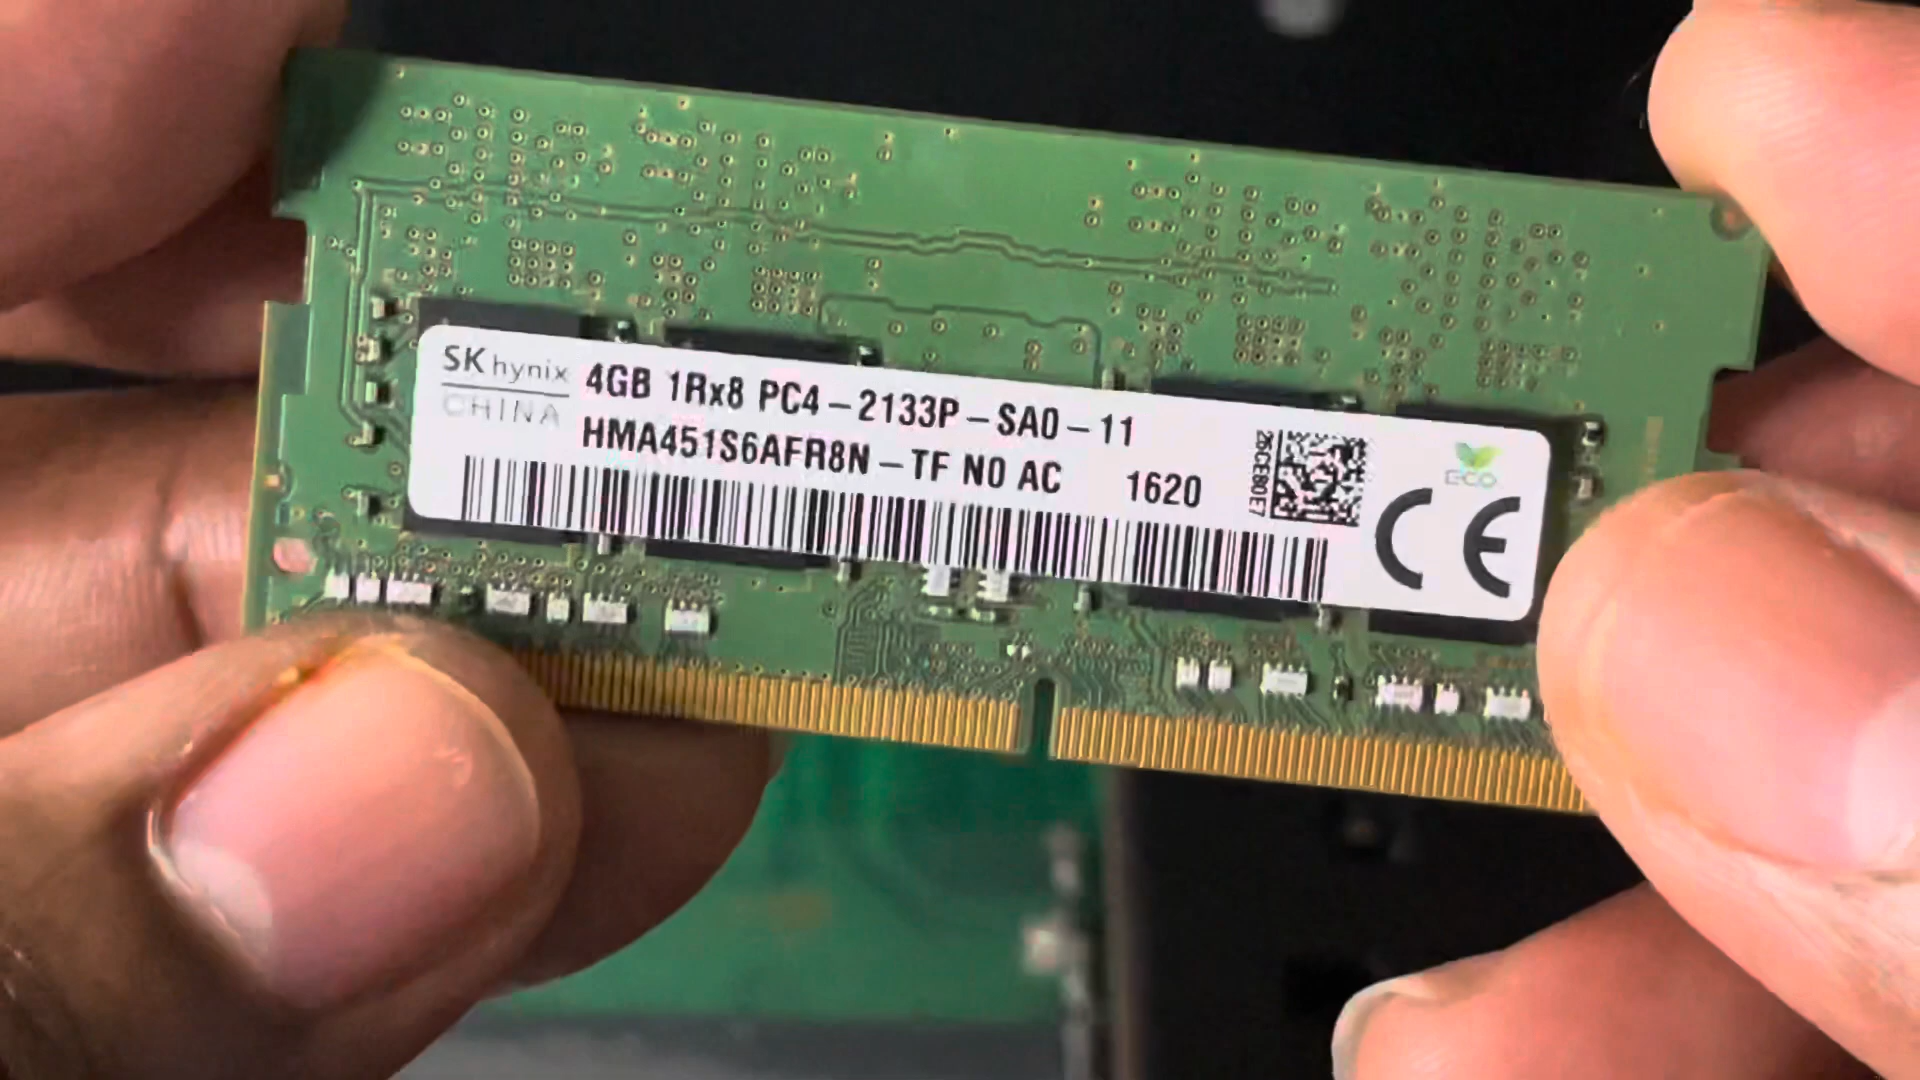 SK hynix
CHINA
4GB 1Rx8 PC4-2133P-SA0-11
HMA451S6AFR8N-TF N0 AC 1620
26CE80E7
ECO
CE